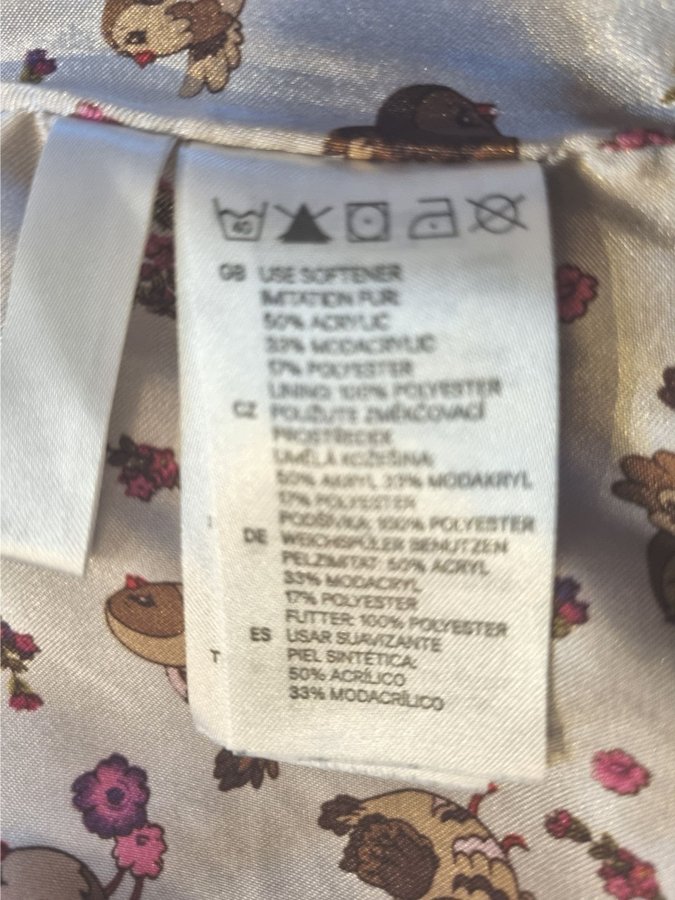 40
GB USE SOFTENER
IMITATION FUR:
50% ACRYLIC
33% MODACRYLIC
17% POLYESTER
LINING: 100% POLYESTER
CZ POUŽIJTE ZMĚKČOVACÍ
PROSTŘEDEK
UMĚLÁ KOŽEŠINA:
50% AKRYL 33% MODAKRYL
17% POLYESTER
PODŠÍVKA: 100% POLYESTER
DE WEICHSPÜLER BENUTZEN
PELZIMITAT: 50% ACRYL
33% MODACRYL
17% POLYESTER
FUTTER: 100% POLYESTER
ES USAR SUAVIZANTE
PIEL SINTÉTICA:
50% ACRÍLICO
33% MODACRÍLICO
T